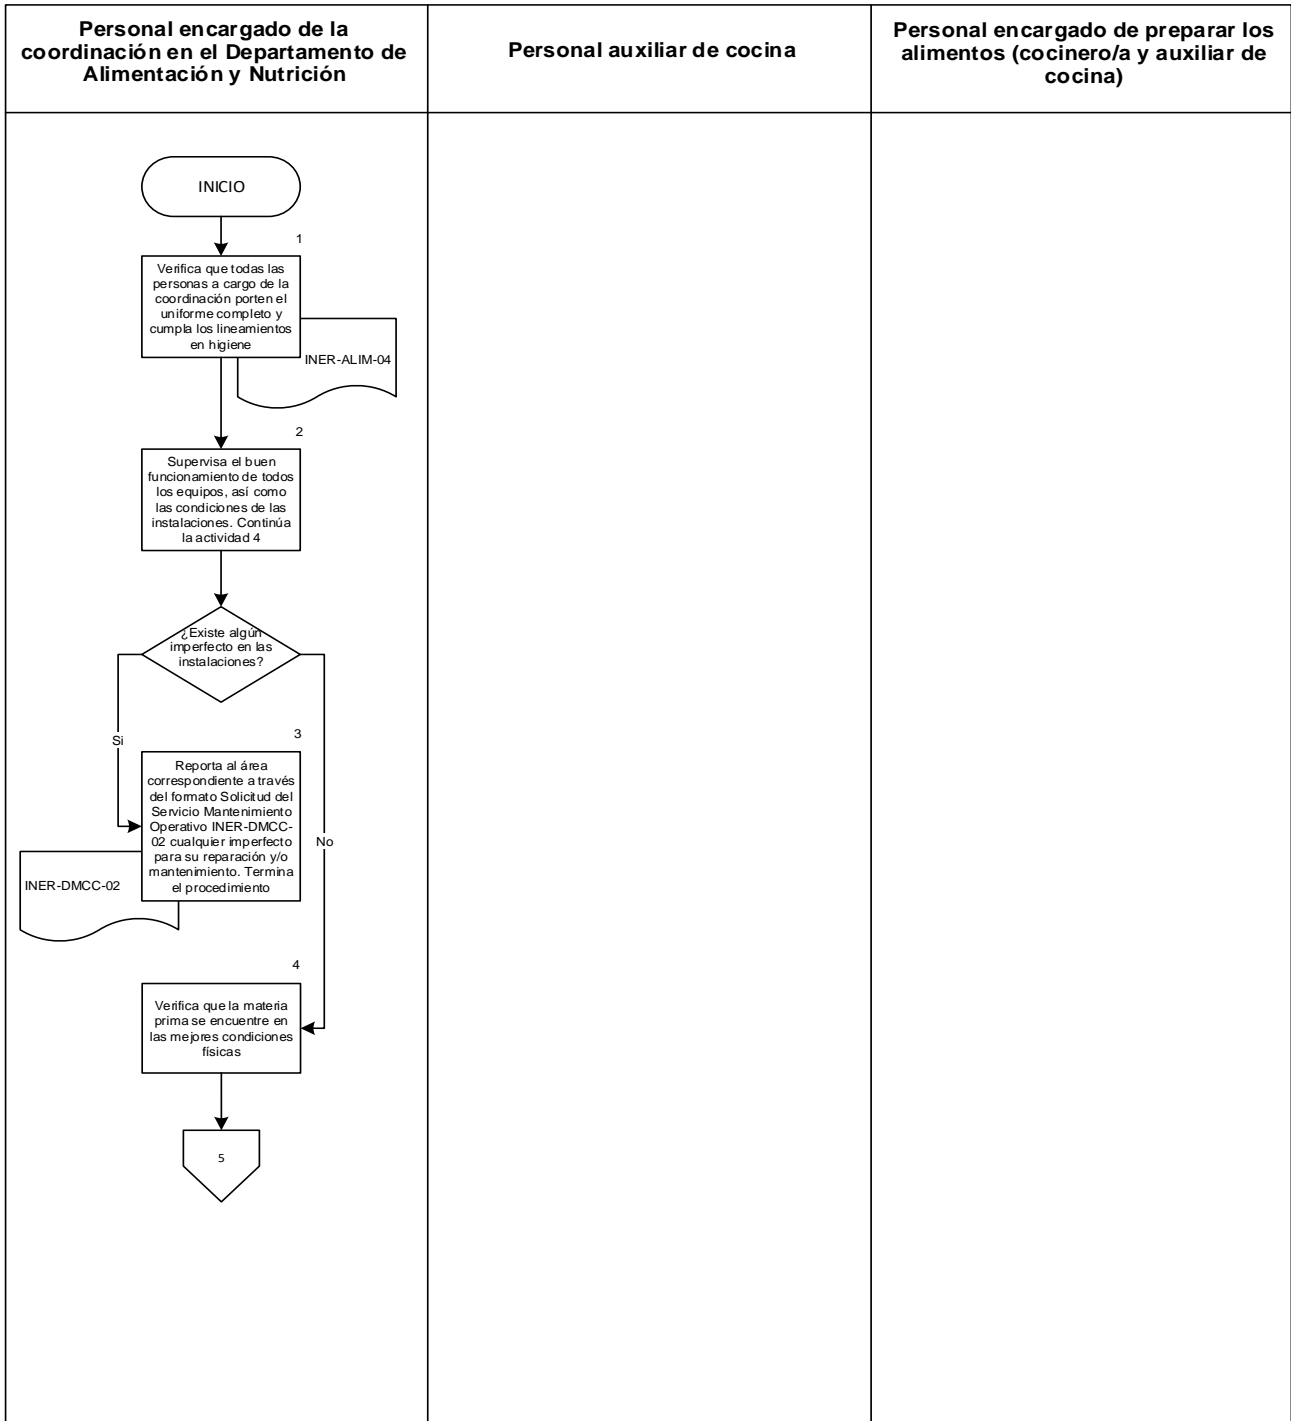 Personal encargado de la
coordinación en el Departamento de
Alimentación y Nutrición
Personal auxiliar de cocina
Personal encargado de preparar los
alimentos (cocinero/a y auxiliar de
cocina)
INICIO
1
Verifica que todas las
personas a cargo de la
coordinación porten el
uniforme completo y
cumpla los lineamientos
en higiene
INER-ALIM-04
2
Supervisa el buen
funcionamiento de todos
los equipos, así como
las condiciones de las
instalaciones. Continúa
la actividad 4
¿Existe algún
imperfecto en las
instalaciones?
Si
No
3
Reporta al área
correspondiente a través
del formato Solicitud del
Servicio Mantenimiento
Operativo INER-DMCC-
02 cualquier imperfecto
para su reparación y/o
mantenimiento. Termina
el procedimiento
INER-DMCC-02
4
Verifica que la materia
prima se encuentre en
las mejores condiciones
físicas
5